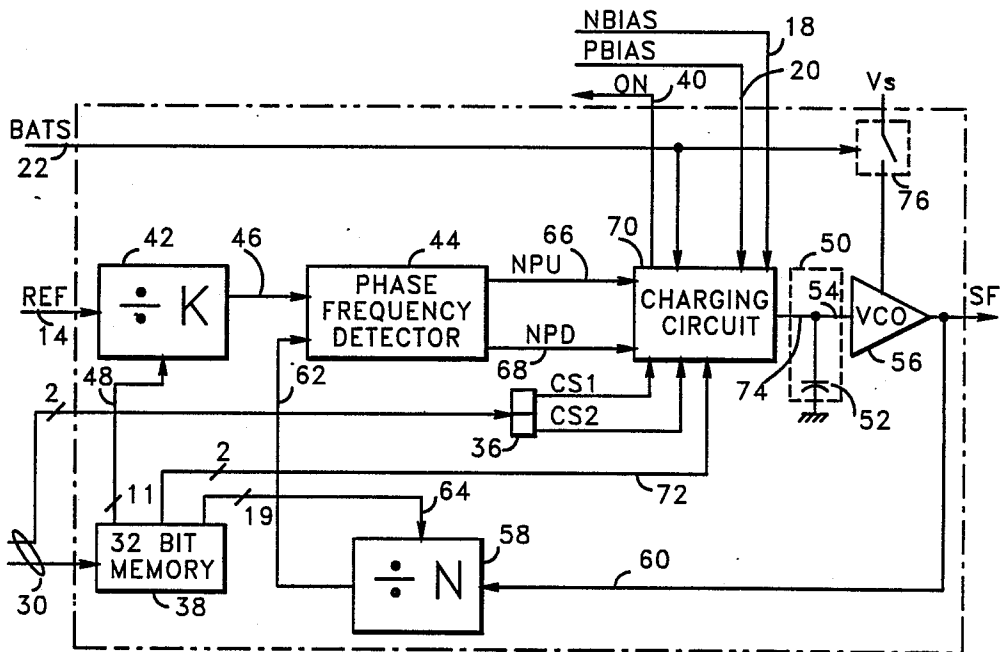 NBIAS
18
PBIAS
20
ON
40
Vs
BATS
22
76
42
46
44
66
70
50
NPU
÷ K
PHASE
FREQUENCY
DETECTOR
CHARGING
CIRCUIT
54
VCO
SF
REF
14
NPD
68
74
56
48
62
2
CS1
CS2
36
52
2
72
11
19
64
32 BIT
MEMORY
58
60
÷ N
30
38